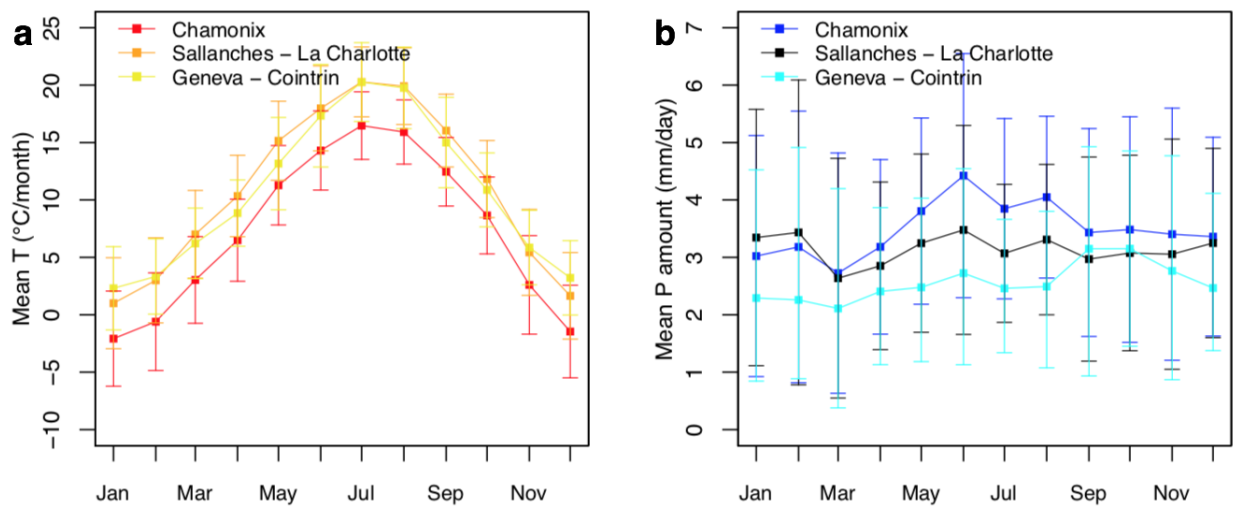 a
Chamonix
Sallanches – La Charlotte
Geneva – Cointrin
Mean T (°C/month)
25
20
15
10
5
0
−5
−10
Jan Mar May Jul Sep Nov
b
Chamonix
Sallanches – La Charlotte
Geneva – Cointrin
Mean P amount (mm/day)
7
6
5
4
3
2
1
0
Jan Mar May Jul Sep Nov